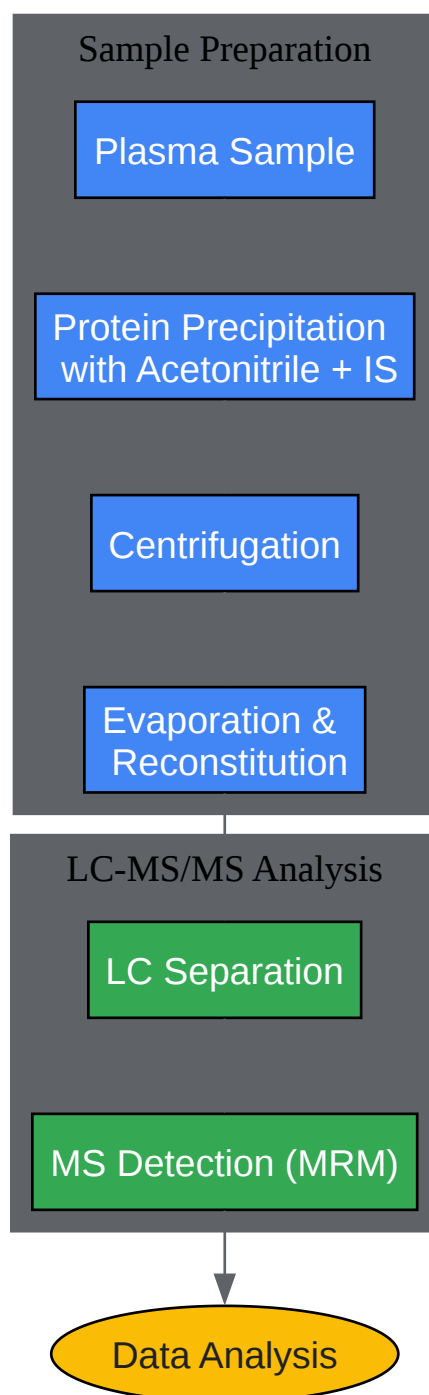 Sample Preparation
Plasma Sample
Protein Precipitation
with Acetonitrile + IS
Centrifugation
Evaporation &
Reconstitution
LC-MS/MS Analysis
LC Separation
MS Detection (MRM)
Data Analysis